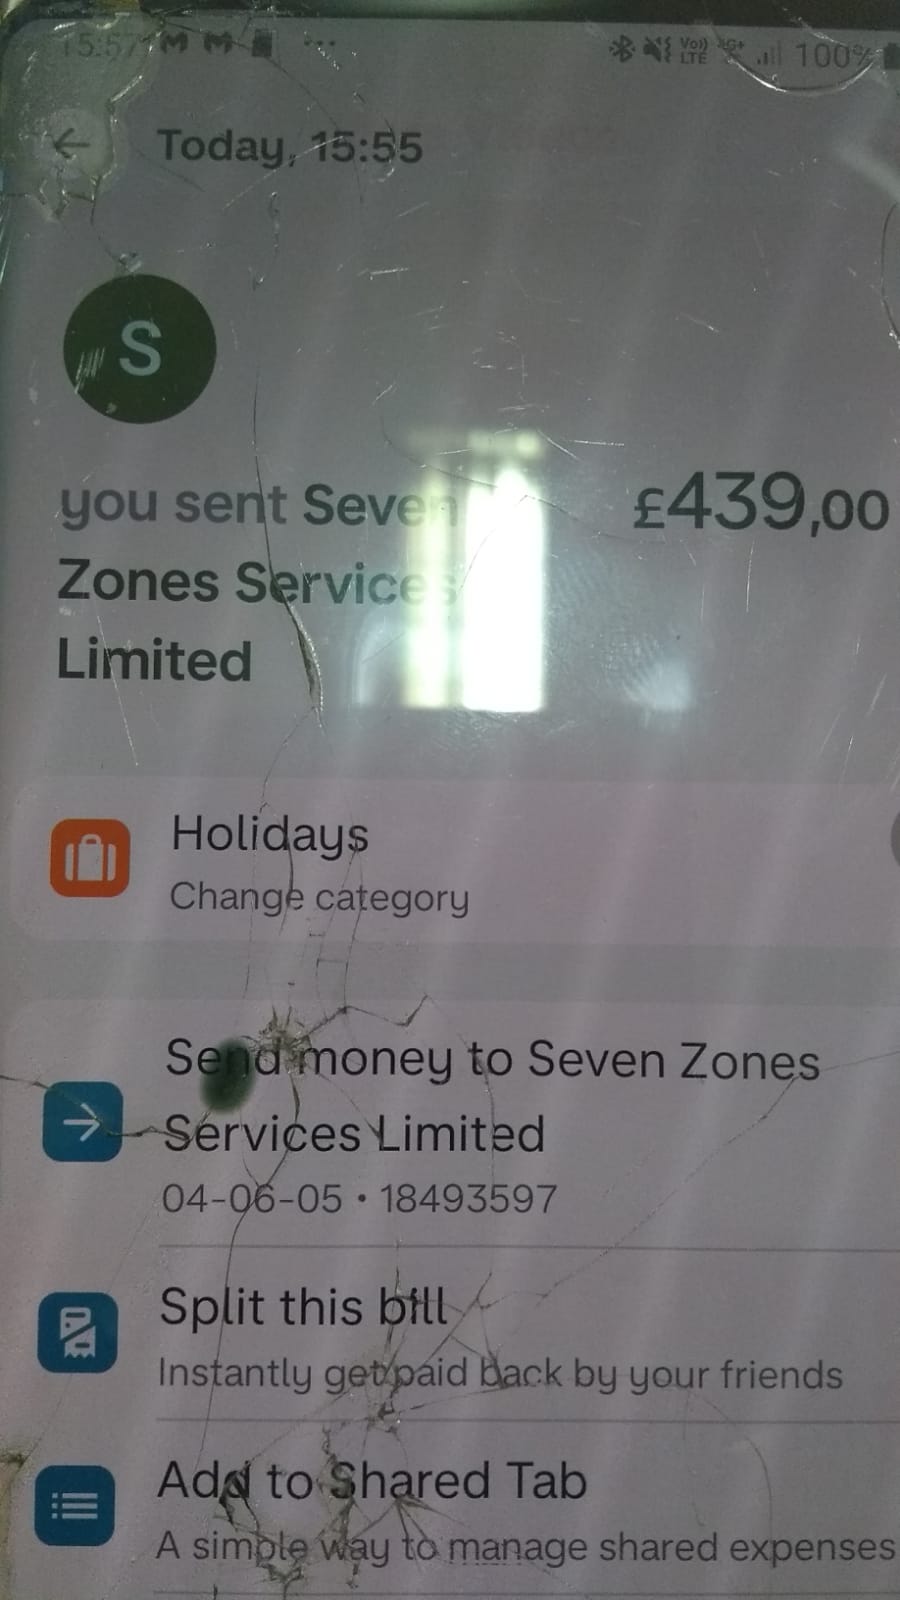 15:57
Vo))
LTE
4G+
100%
Today, 15:55
S
you sent Seven
£439,00
Zones Services
Limited
Holidays
Change category
Send money to Seven Zones
Services Limited
04-06-05 • 18493597
Split this bill
Instantly get paid back by your friends
Add to Shared Tab
A simple way to manage shared expenses